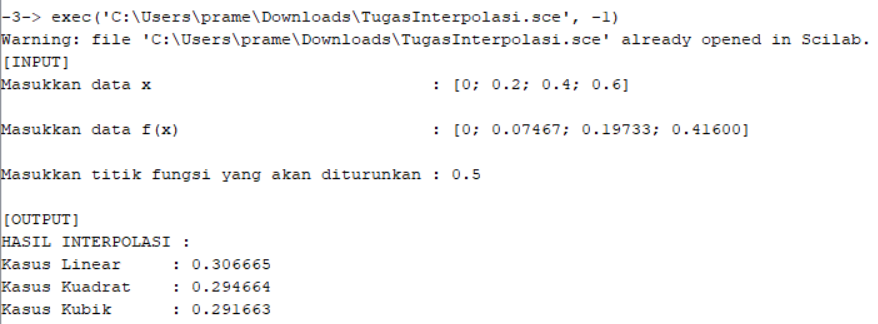 -3-> exec('C:\Users\prame\Downloads\TugasInterpolasi.sce', -1)
Warning: file 'C:\Users\prame\Downloads\TugasInterpolasi.sce' already opened in Scilab.
[INPUT]
Masukkan data x : [0; 0.2; 0.4; 0.6]
Masukkan data f(x) : [0; 0.07467; 0.19733; 0.41600]
Masukkan titik fungsi yang akan diturunkan : 0.5
[OUTPUT]
HASIL INTERPOLASI :
Kasus Linear : 0.306665
Kasus Kuadrat : 0.294664
Kasus Kubik : 0.291663